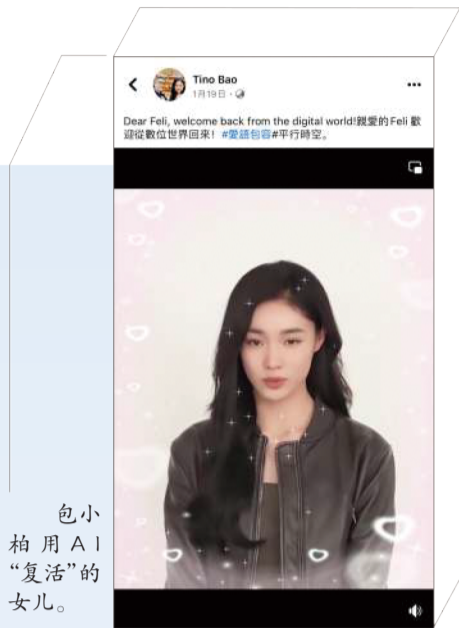 Tino Bao
1月19日
Dear Feli, welcome back from the digital world!親愛的Feli 歡
迎從數位世界回來！ #愛語包容#平行時空。
包小
柏用AI
“复活”的
女儿。